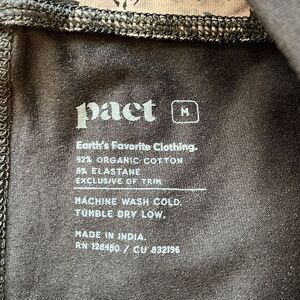 pact M
Earth's Favorite Clothing.
92% ORGANIC COTTON
8% ELASTANE
EXCLUSIVE OF TRIM
MACHINE WASH COLD.
TUMBLE DRY LOW.
MADE IN INDIA.
RN 128480 / CU 832196